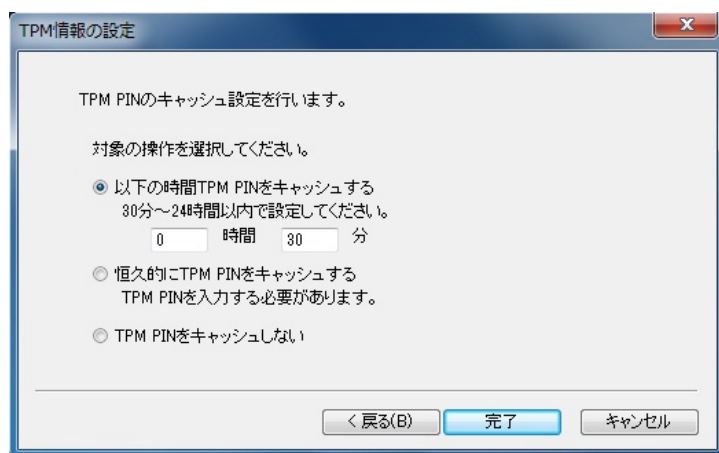 TPM情報の設定
TPM PINのキャッシュ設定を行います。
対象の操作を選択してください。
以下の時間TPM PINをキャッシュする
30分～24時間以内で設定してください。
0 時間 30 分
恒久的にTPM PINをキャッシュする
TPM PINを入力する必要があります。
TPM PINをキャッシュしない
< 戻る(B) 完了 キャンセル